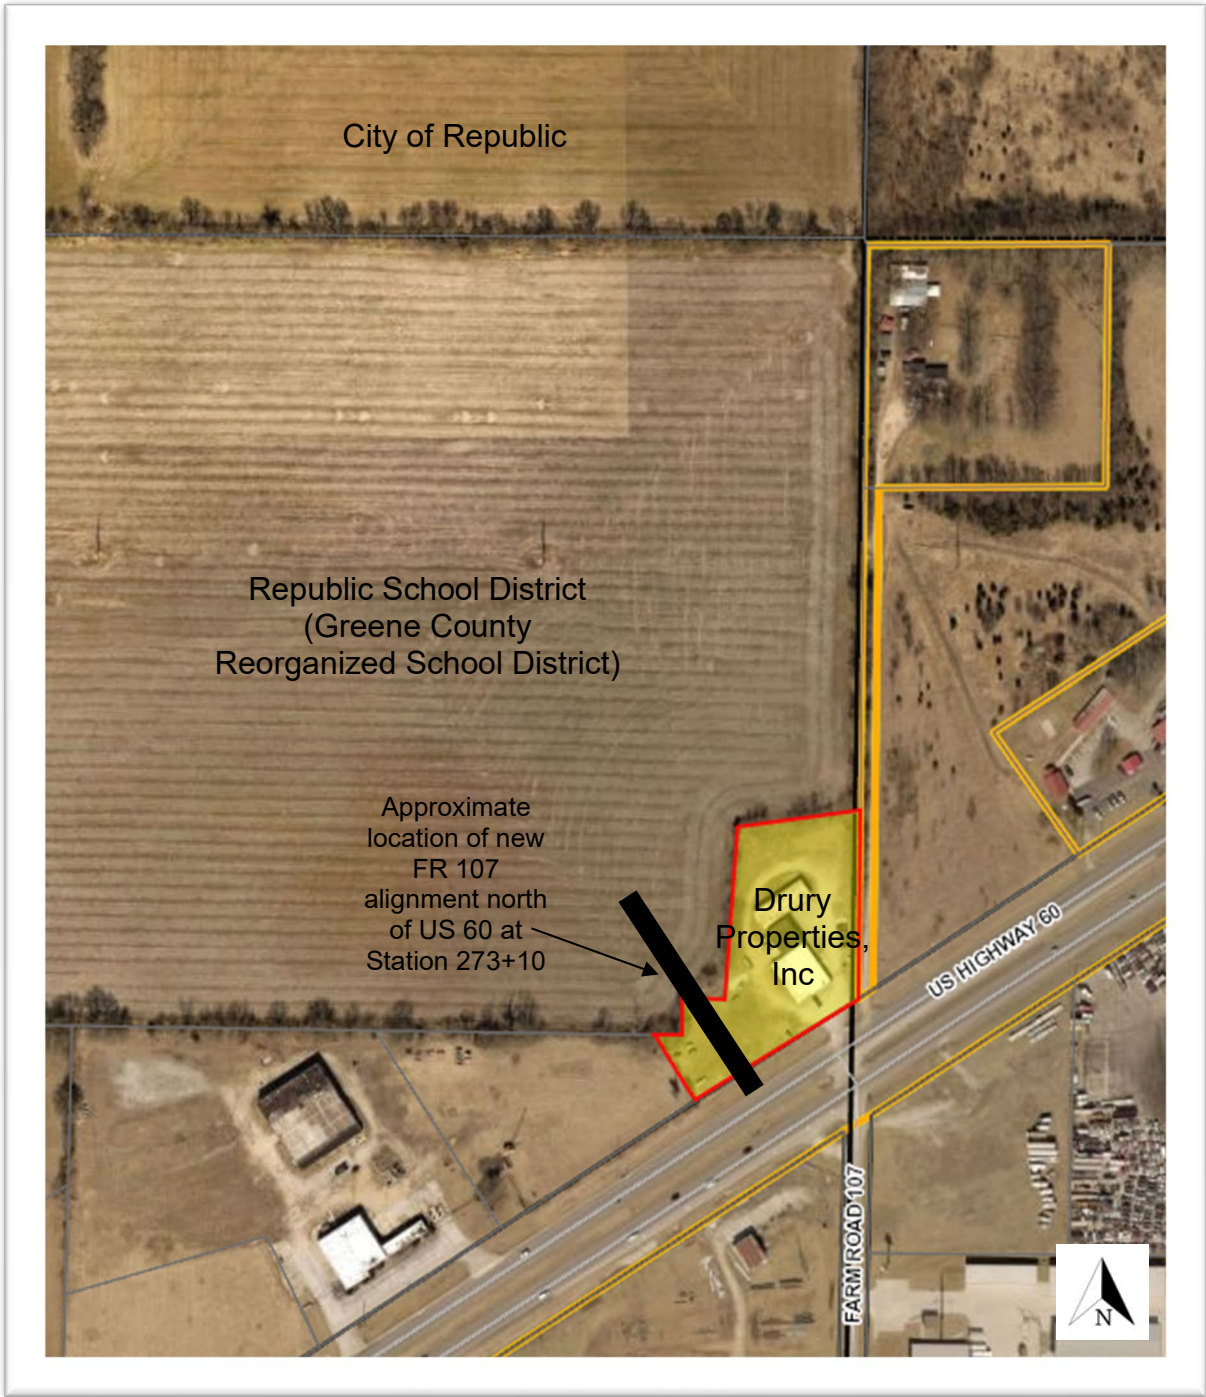 City of Republic
Republic School District
(Greene County
Reorganized School District)
Approximate
location of new
FR 107
alignment north
of US 60 at
Station 273+10
Drury
Properties,
Inc
US HIGHWAY 60
FARM ROAD 107
N